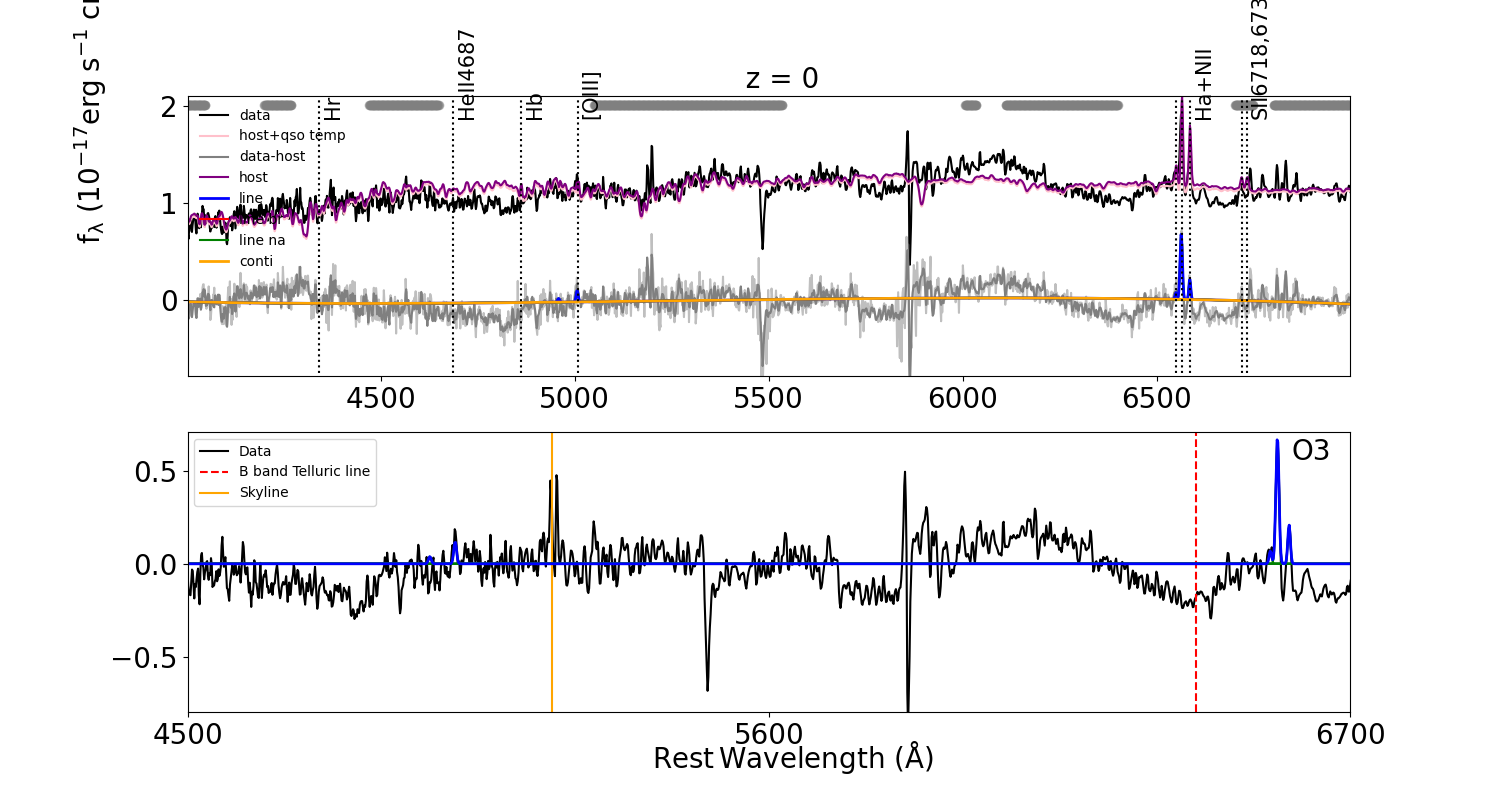 z = 0
f_λ (10⁻¹⁷erg s⁻¹
Hr
HeII4687
Hb
[OIII]
Ha+NII
SII6718,673
data
host+qso temp
data-host
host
line
line na
conti
2
1
0
4500 5000 5500 6000 6500
Data
B band Telluric line
Skyline
O3
0.5
0.0
−0.5
4500 5600 6700
Rest Wavelength (Å)